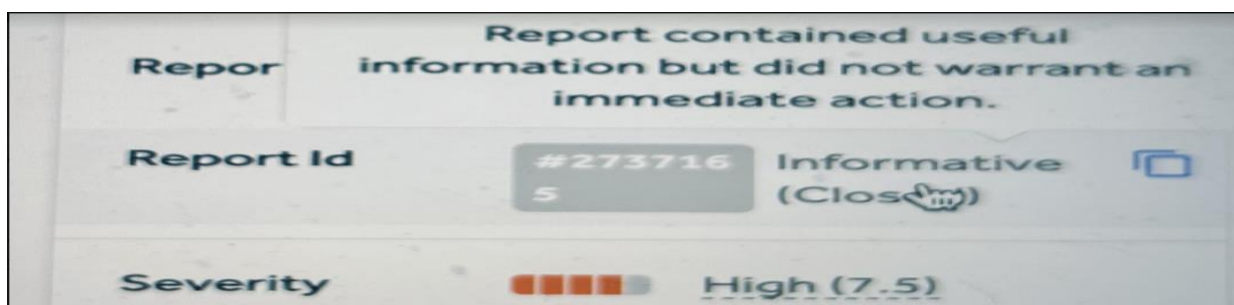 Report contained useful
information but did not warrant an
immediate action.
Repor
Report Id
#273716
5
Informative
(Clos
)
Severity
High (7.5)